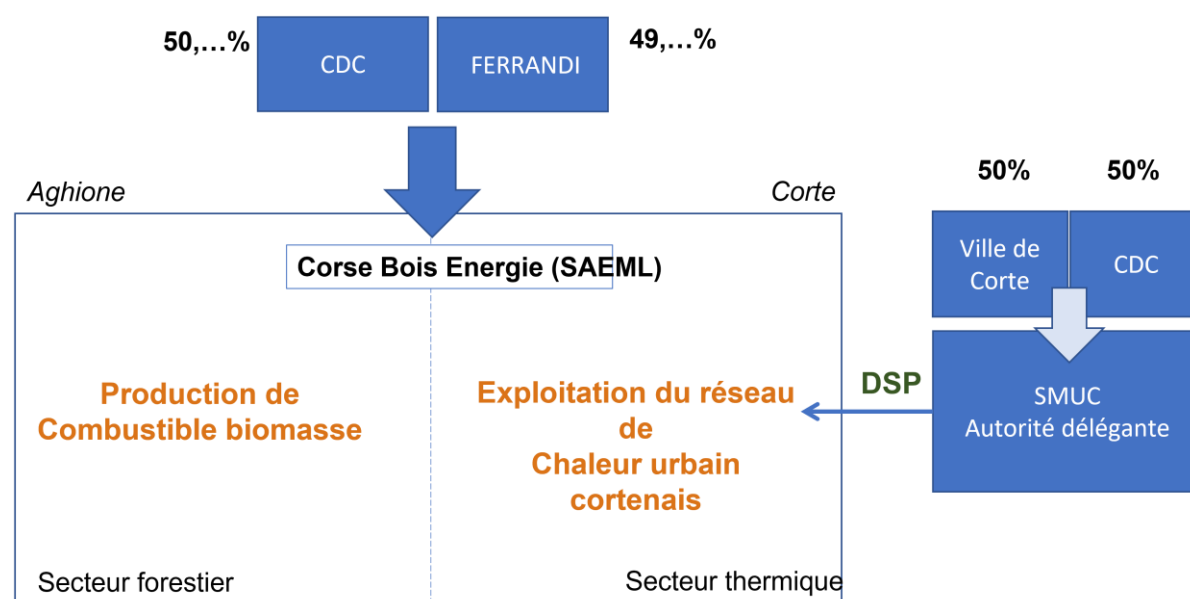 50,…%
CDC
FERRANDI
49,…%
Aghione
Corte
Corse Bois Energie (SAEML)
Production de
Combustible biomasse
Exploitation du réseau
de
Chaleur urbain
cortenais
Secteur forestier
Secteur thermique
50%
50%
Ville de
Corte
CDC
DSP
SMUC
Autorité délégante